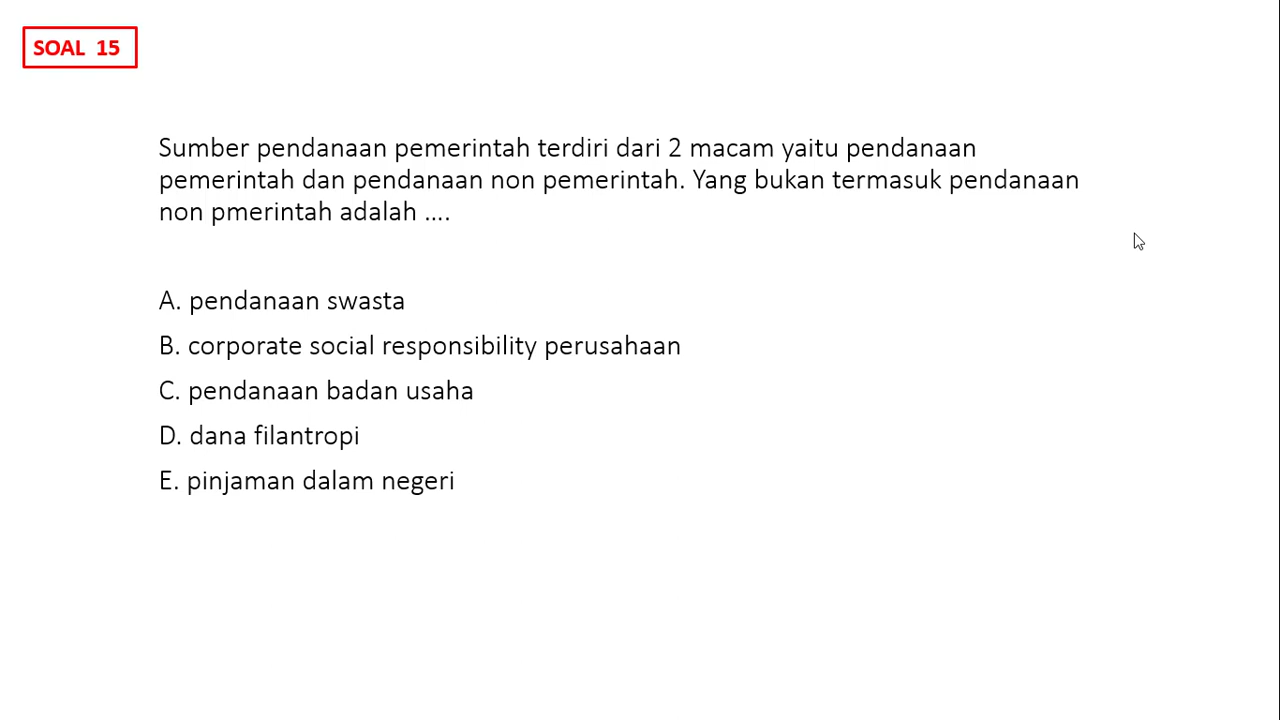 SOAL 15
Sumber pendanaan pemerintah terdiri dari 2 macam yaitu pendanaan
pemerintah dan pendanaan non pemerintah. Yang bukan termasuk pendanaan
non pmerintah adalah ....
A. pendanaan swasta
B. corporate social responsibility perusahaan
C. pendanaan badan usaha
D. dana filantropi
E. pinjaman dalam negeri